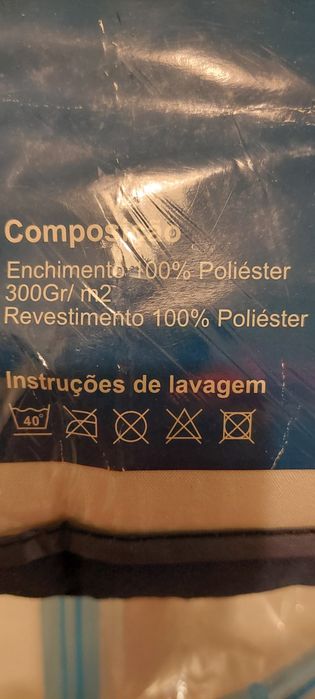 Composição
Enchimento 100% Poliéster
300Gr/ m2
Revestimento 100% Poliéster
Instruções de lavagem
40°